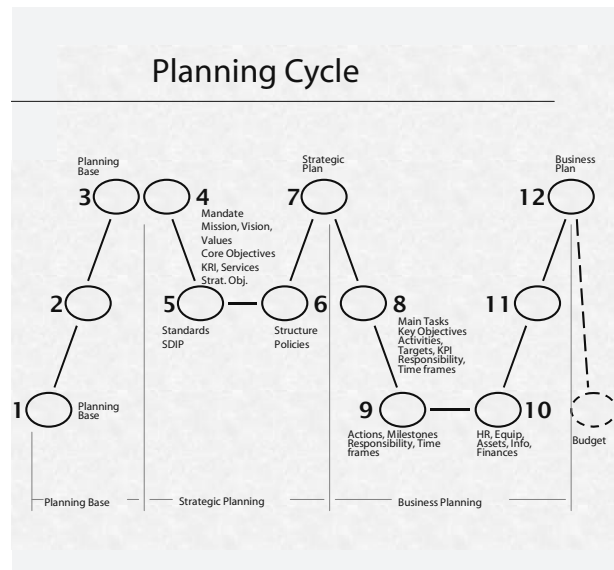 Planning Cycle
Planning
Base
3
4
Mandate
Mission, Vision,
Values
Core Objectives
KRI, Services
Strat. Obj.
Strategic
Plan
7
Business
Plan
12
2
5
Standards
SDIP
6
Structure
Policies
8
Main Tasks
Key Objectives
Activities,
Targets, KPI
Responsibility,
Time frames
11
1
Planning
Base
9
Actions, Milestones
Responsibility, Time
frames
10
HR, Equip,
Assets, Info,
Finances
Budget
Planning Base
Strategic Planning
Business Planning